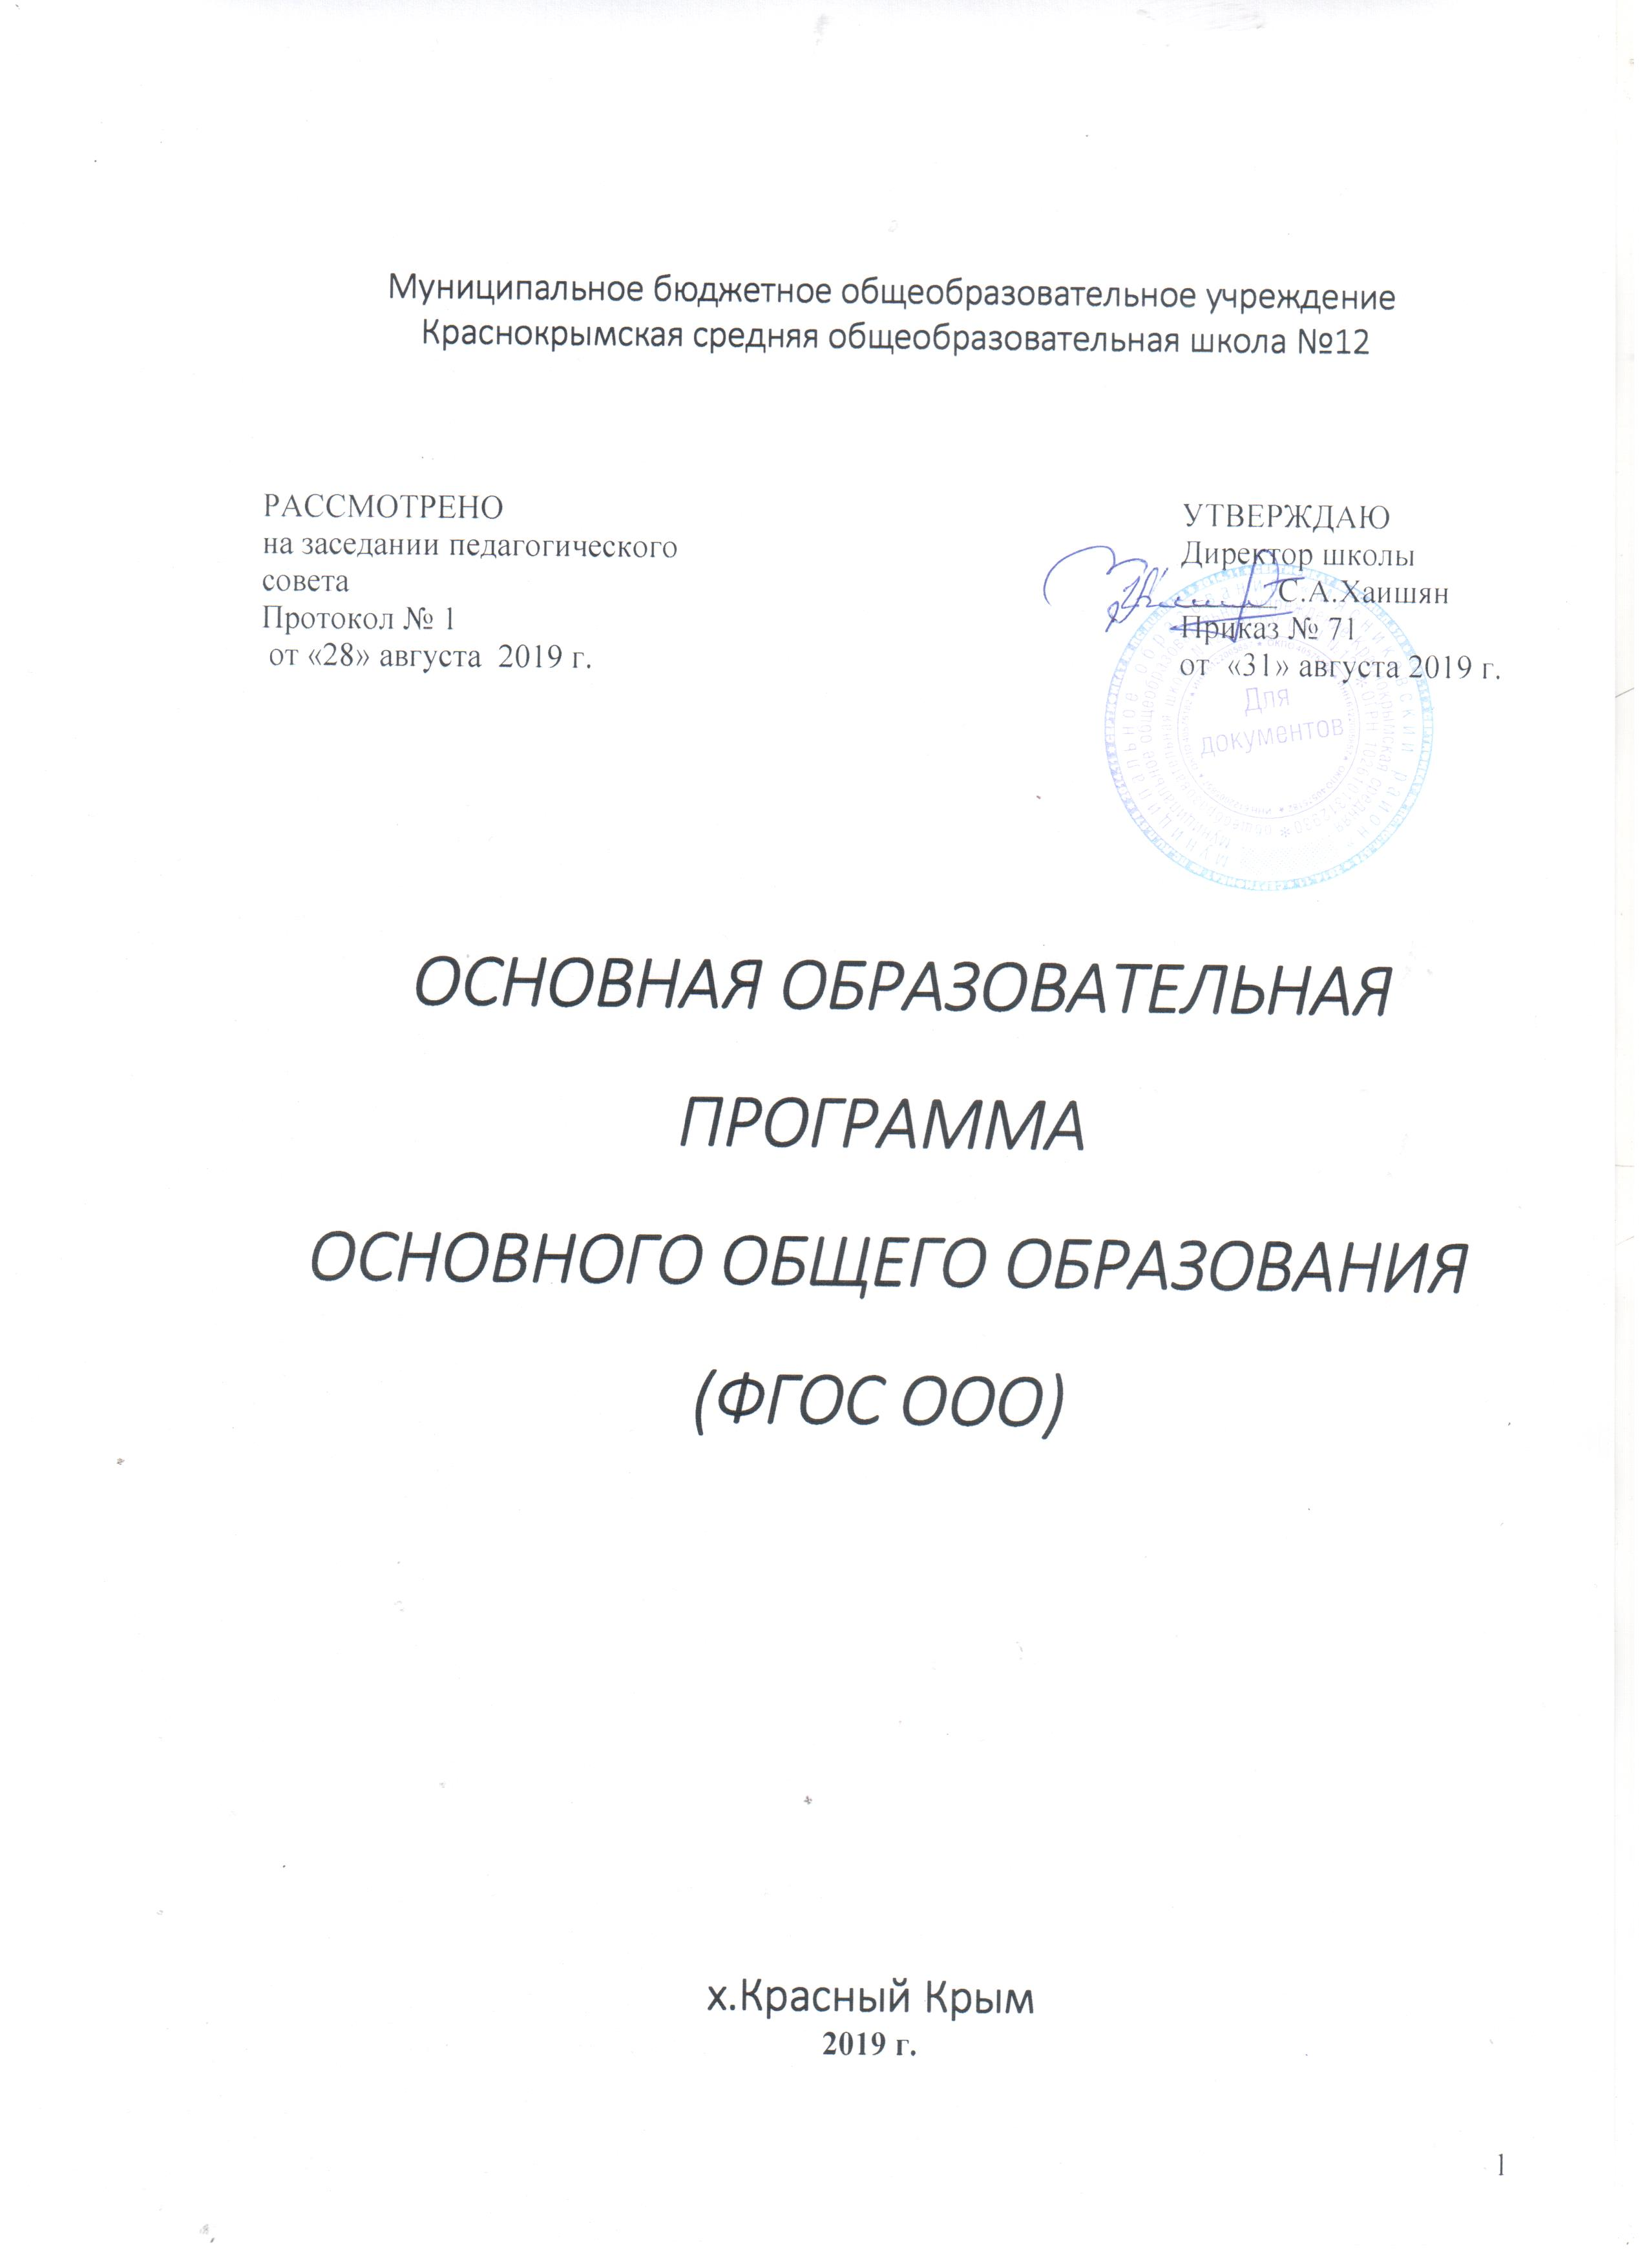 Муниципальное бюджетное общеобразовательное учреждение
Краснокрымская средняя общеобразовательная школа №12
РАССМОТРЕНО
на заседании педагогического
совета
Протокол № 1
от «28» августа 2019 г.
УТВЕРЖДАЮ
Директор школы
С.А.Хаишян
Приказ № 71
от «31» августа 2019 г.
Для
документов
ОСНОВНАЯ ОБРАЗОВАТЕЛЬНАЯ
ПРОГРАММА
ОСНОВНОГО ОБЩЕГО ОБРАЗОВАНИЯ
(ФГОС ООО)
х.Красный Крым
2019 г.
1